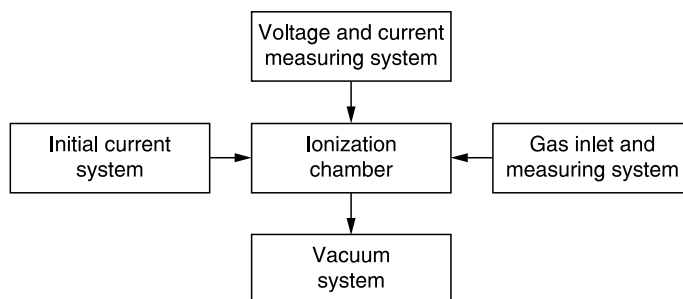 Voltage and current
measuring system
Initial current
system
Ionization
chamber
Gas inlet and
measuring system
Vacuum
system